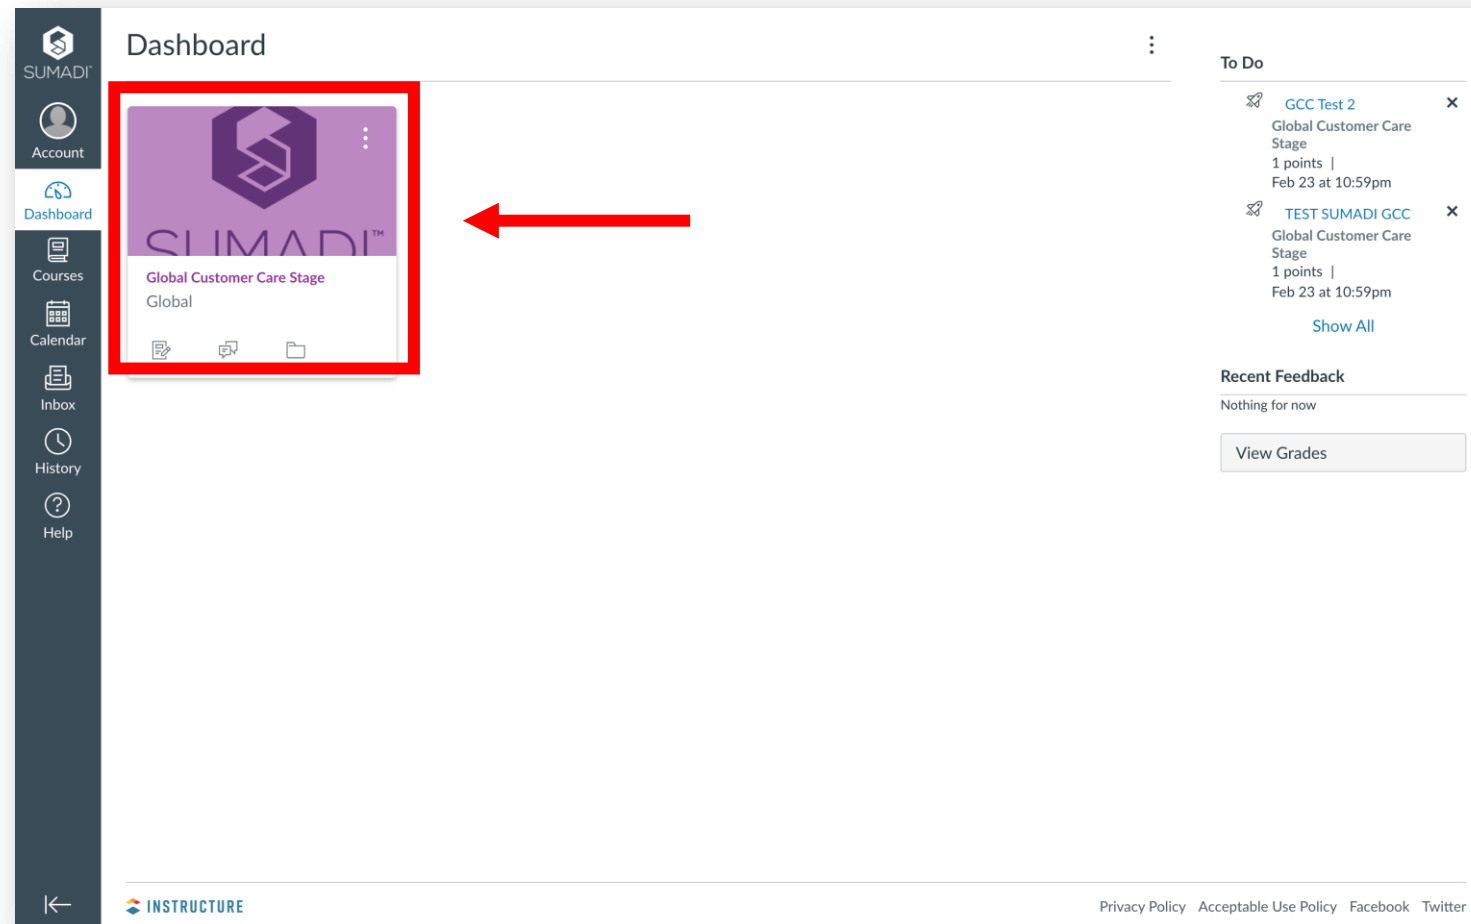 SUMADI™
Account
Dashboard
Courses
Calendar
Inbox
History
Help
Dashboard
SUMADI™
Global Customer Care Stage
Global
To Do
GCC Test 2
Global Customer Care
Stage
1 points |
Feb 23 at 10:59pm
TEST SUMADI GCC
Global Customer Care
Stage
1 points |
Feb 23 at 10:59pm
Show All
Recent Feedback
Nothing for now
View Grades
INSTRUCTURE
Privacy Policy Acceptable Use Policy Facebook Twitter